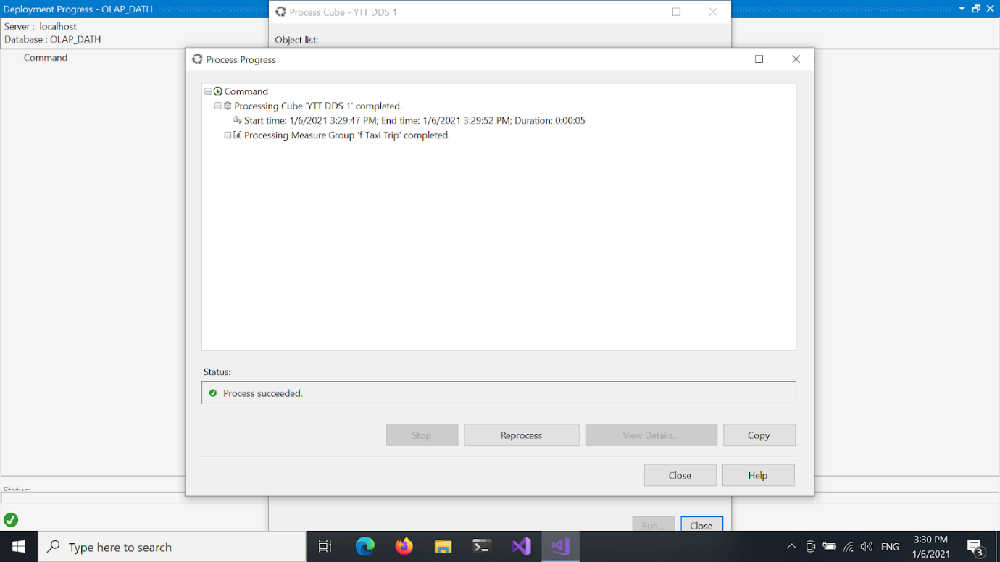 Deployment Progress - OLAP_DATH
Server : localhost
Database : OLAP_DATH
Command
Process Cube - YTT DDS 1
Object list:
Process Progress
Command
Processing Cube 'YTT DDS 1' completed.
Start time: 1/6/2021 3:29:47 PM; End time: 1/6/2021 3:29:52 PM; Duration: 0:00:05
Processing Measure Group 'f Taxi Trip' completed.
Status:
Process succeeded.
Stop
Reprocess
View Details...
Copy
Close
Help
Status:
Run...
Close
Type here to search
ENG
3:30 PM
1/6/2021
3